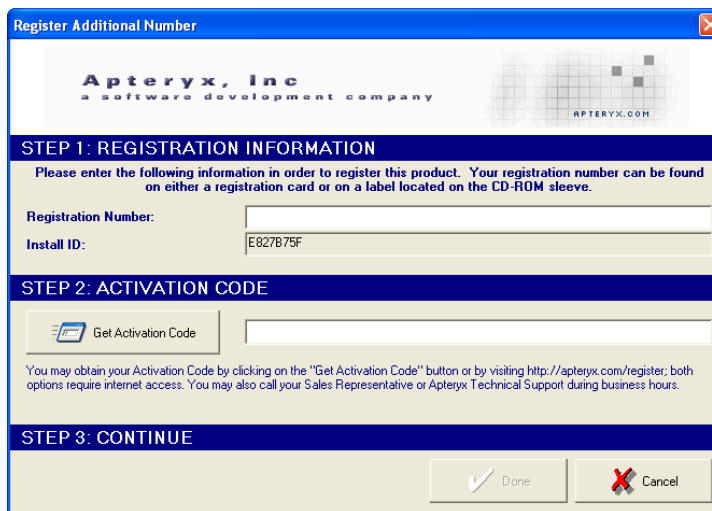 Register Additional Number
Apteryx, Inc
a software development company
APTERYX.COM
STEP 1: REGISTRATION INFORMATION
Please enter the following information in order to register this product. Your registration number can be found
on either a registration card or on a label located on the CD-ROM sleeve.
Registration Number:
Install ID: E827B75F
STEP 2: ACTIVATION CODE
Get Activation Code
You may obtain your Activation Code by clicking on the "Get Activation Code" button or by visiting http://apteryx.com/register; both
options require internet access. You may also call your Sales Representative or Apteryx Technical Support during business hours.
STEP 3: CONTINUE
Done Cancel